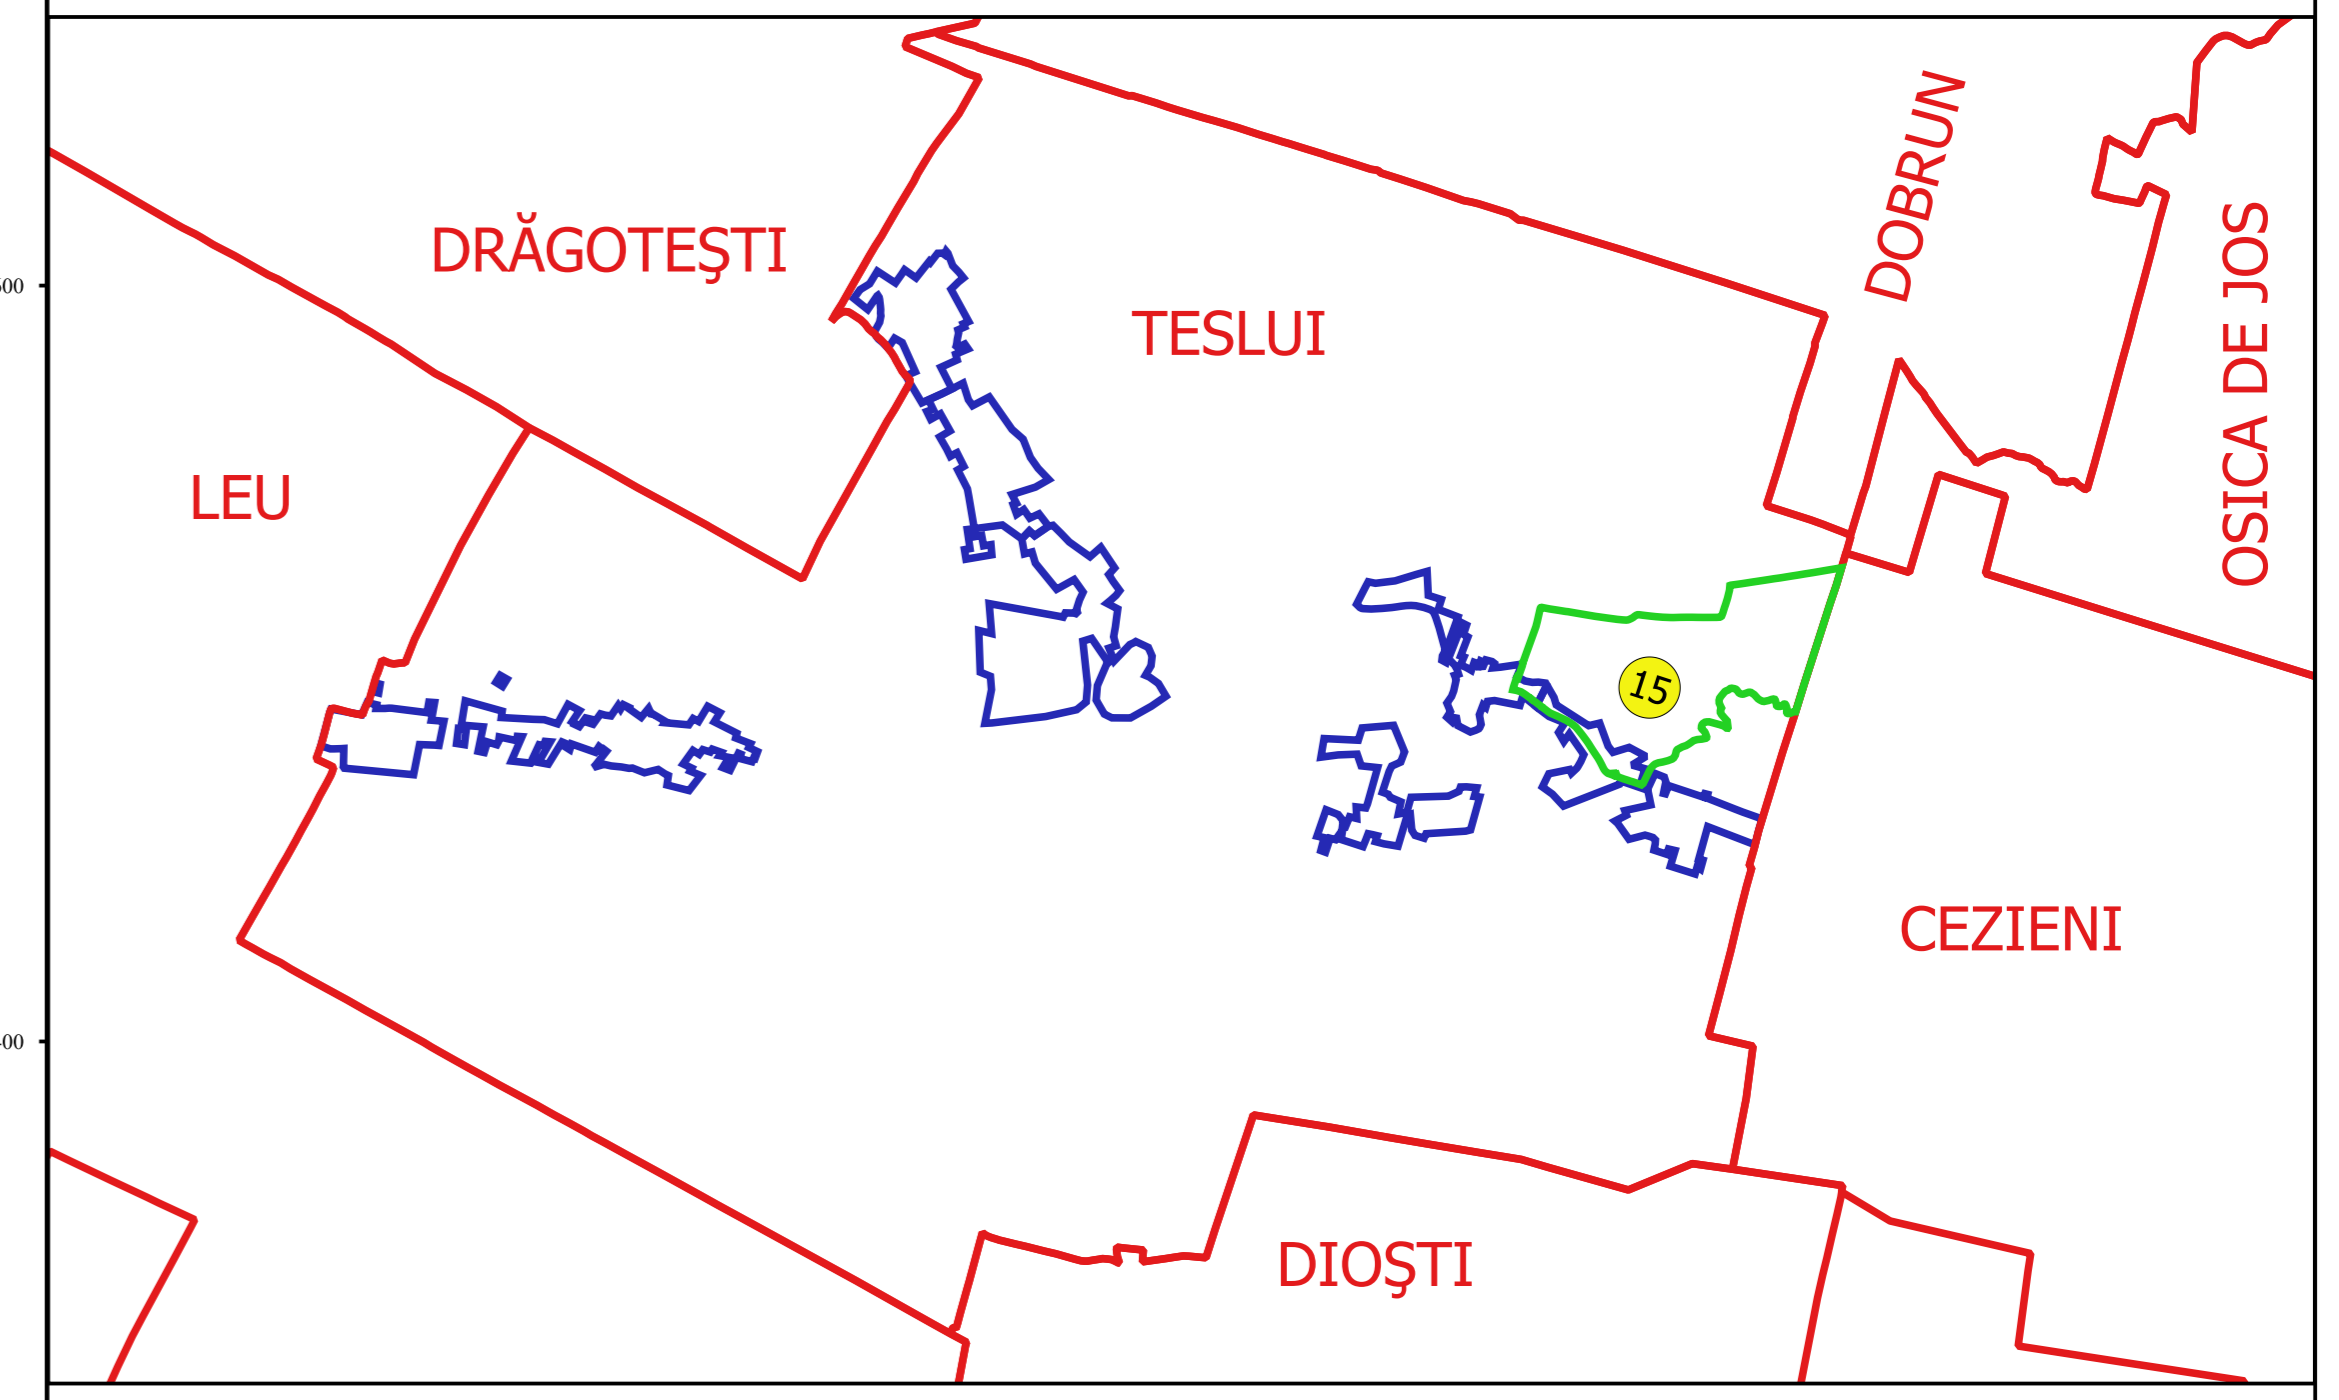 DOBRUN
DRĂGOTEŞTI
OSICA DE JOS
TESLUI
LEU
15
CEZIENI
DIOŞTI